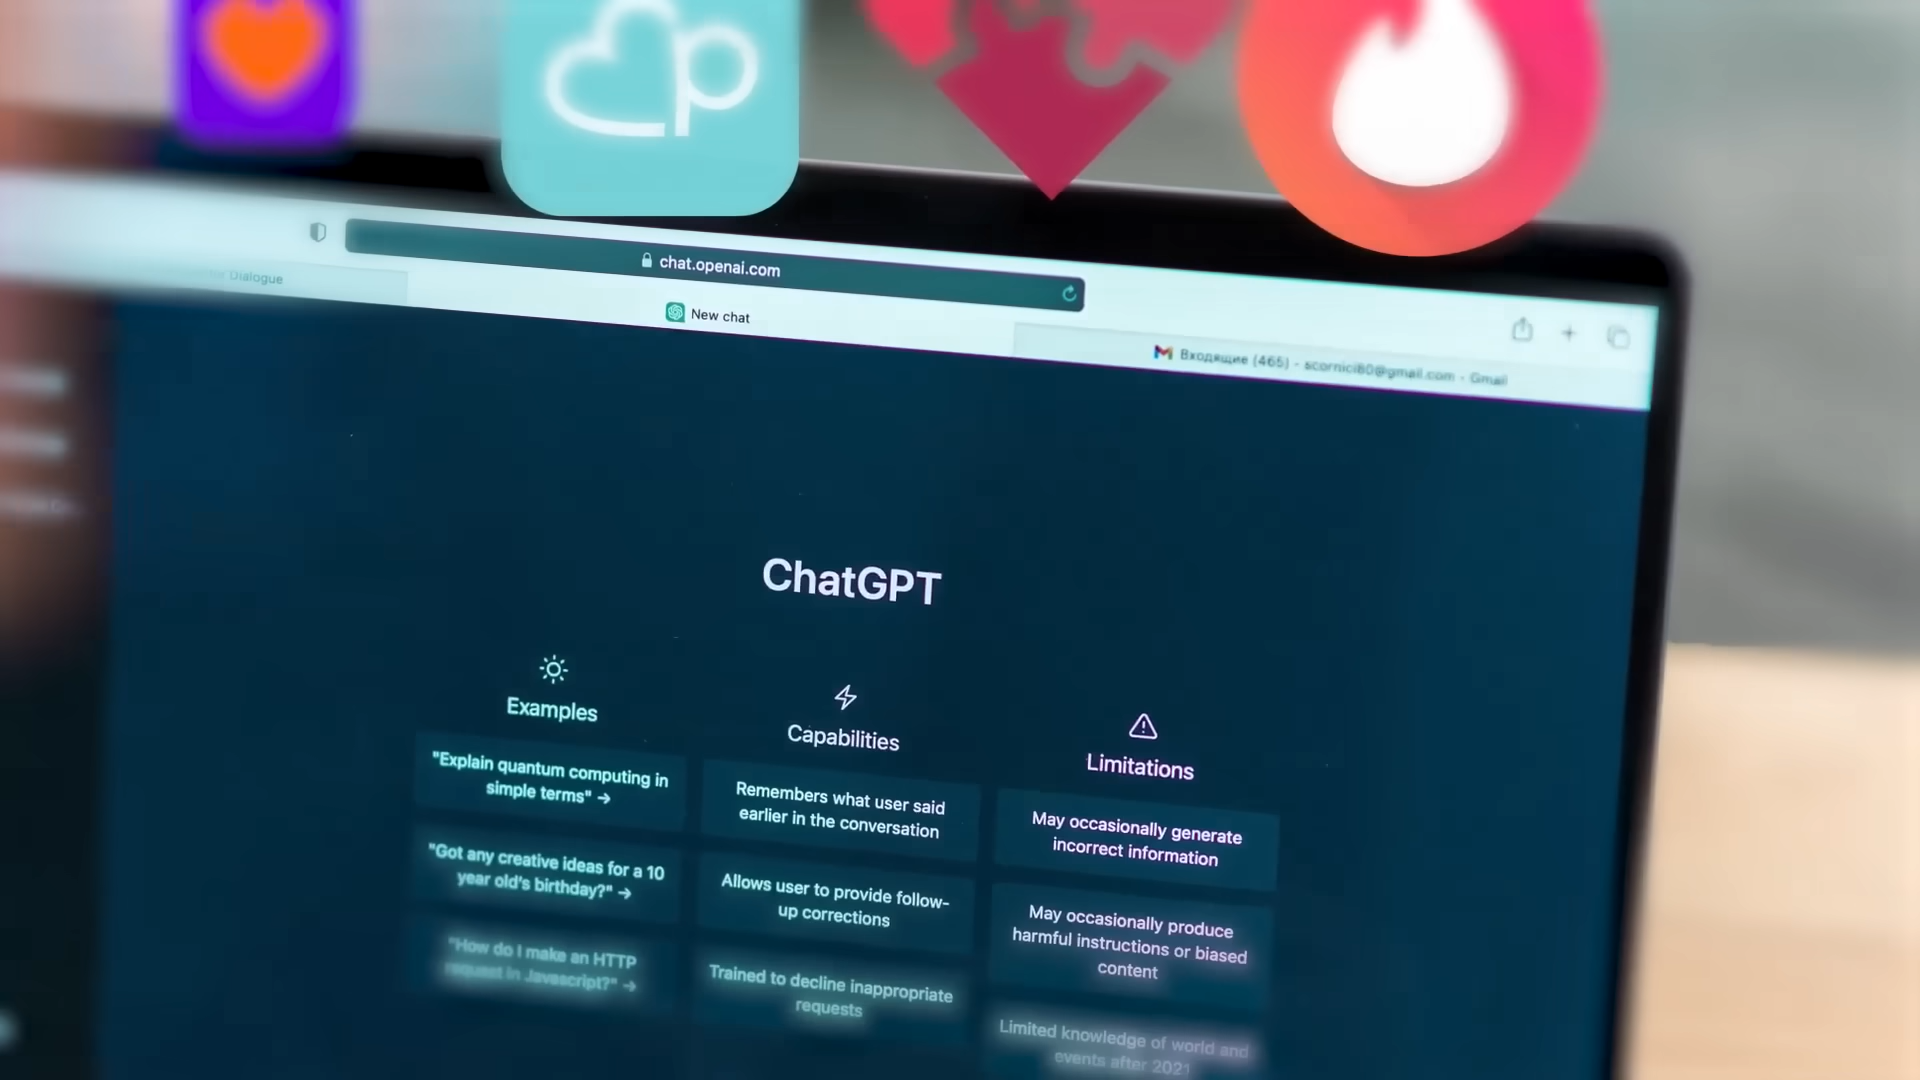 chat.openai.com
Dialogue
New chat
Входящие (465) - scornici80@gmail.com - Gmail
ChatGPT
Examples
Capabilities
Limitations
"Explain quantum computing in
simple terms" →
"Got any creative ideas for a 10
year old's birthday?" →
"How do I make an HTTP
request in Javascript?" →
Remembers what user said
earlier in the conversation
Allows user to provide follow-
up corrections
Trained to decline inappropriate
requests
May occasionally generate
incorrect information
May occasionally produce
harmful instructions or biased
content
Limited knowledge of world and
events after 2021